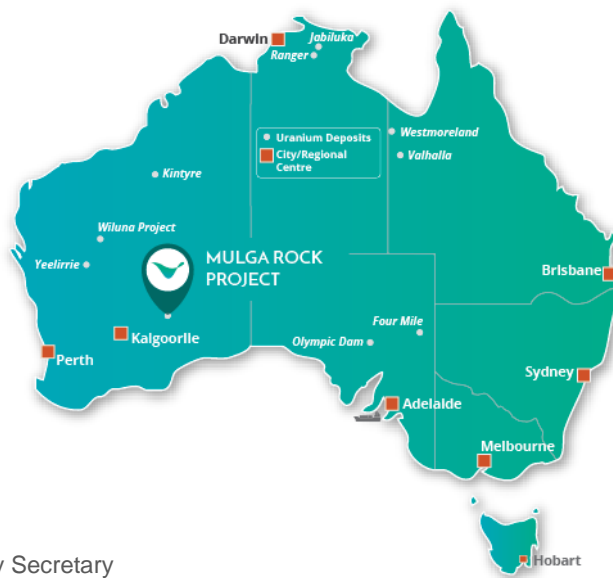 Darwin
Jabiluka
Ranger
Uranium Deposits
City/Regional
Centre
Westmoreland
Valhalla
Kintyre
Wiluna Project
Yeelirrie
MULGA ROCK
PROJECT
Brisbane
Kalgoorlie
Perth
Four Mile
Olympic Dam
Sydney
Adelaide
Melbourne
Hobart
y Secretary